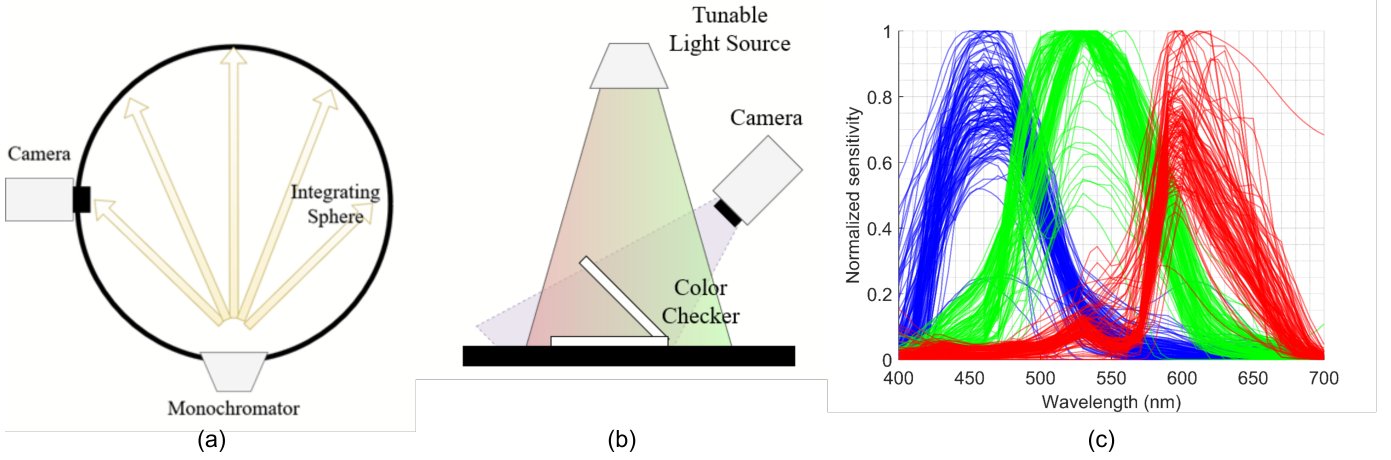 Camera
Integrating
Sphere
Monochromator
(a)
Tunable
Light Source
Camera
Color
Checker
(b)
Normalized sensitivity
1
0.8
0.6
0.4
0.2
0
400 450 500 550 600 650 700
Wavelength (nm)
(c)